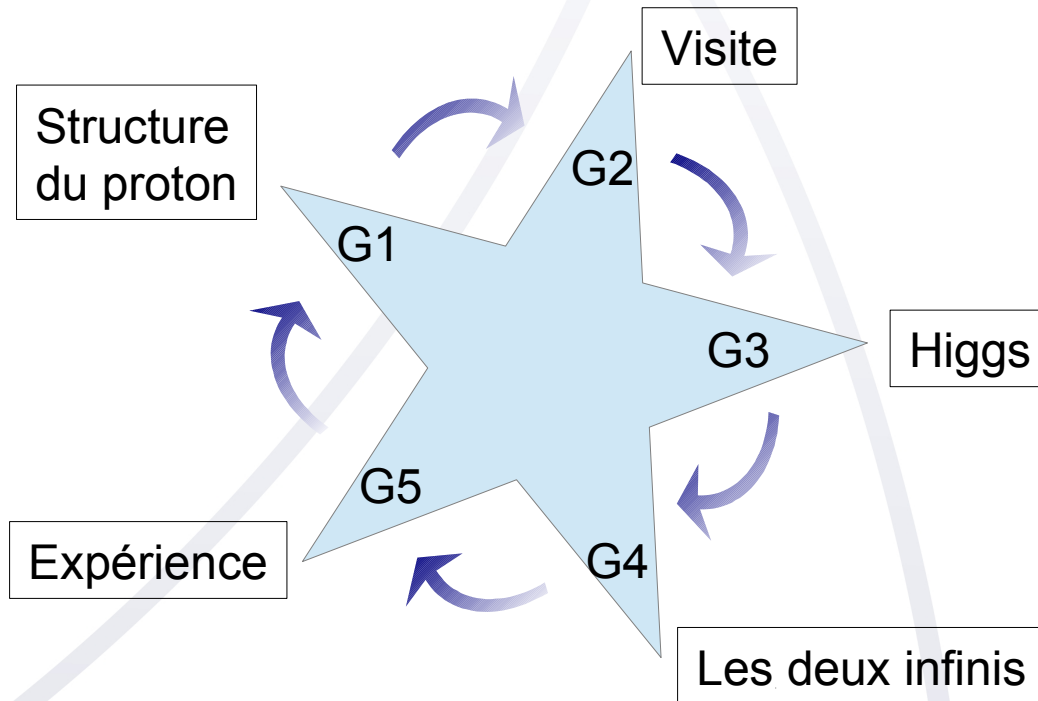 Visite
Structure
du proton
G2
G1
G3
Higgs
G5
Expérience
G4
Les deux infinis